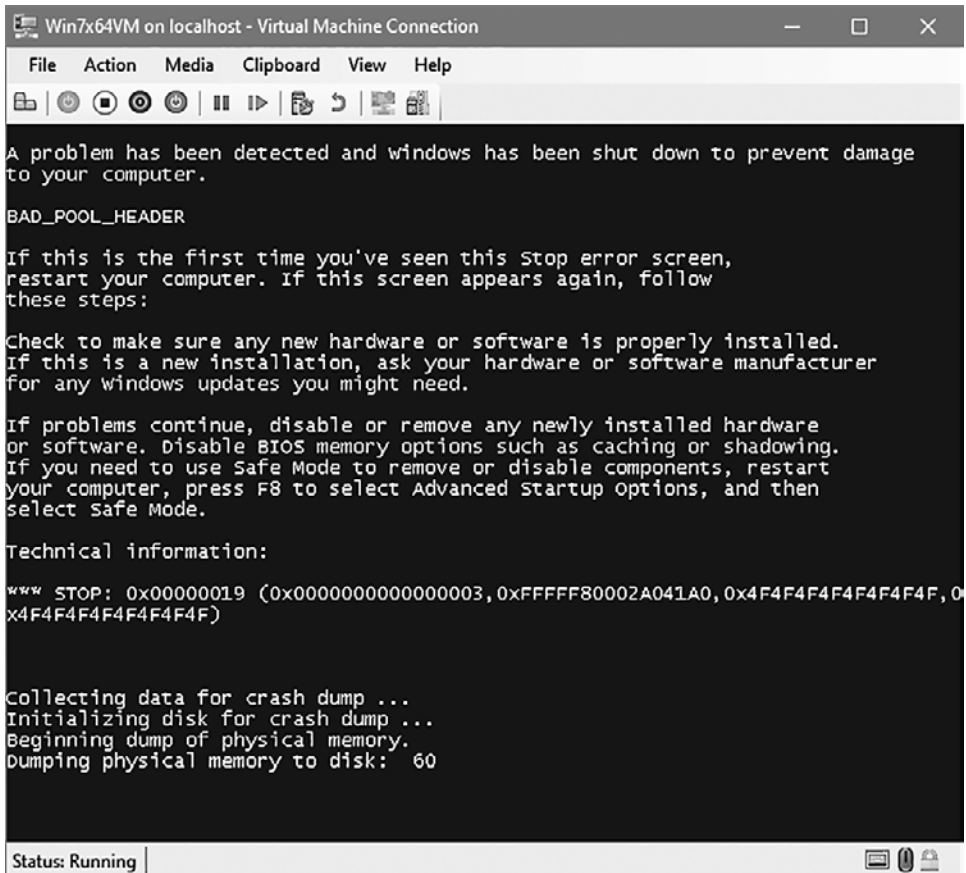 Win7x64VM on localhost - Virtual Machine Connection
File Action Media Clipboard View Help
A problem has been detected and Windows has been shut down to prevent damage
to your computer.
BAD_POOL_HEADER
If this is the first time you've seen this Stop error screen,
restart your computer. If this screen appears again, follow
these steps:
Check to make sure any new hardware or software is properly installed.
If this is a new installation, ask your hardware or software manufacturer
for any Windows updates you might need.
If problems continue, disable or remove any newly installed hardware
or software. Disable BIOS memory options such as caching or shadowing.
If you need to use Safe Mode to remove or disable components, restart
your computer, press F8 to select Advanced Startup Options, and then
select Safe Mode.
Technical information:
*** STOP: 0x00000019 (0x0000000000000003,0xFFFFF80002A041A0,0x4F4F4F4F4F4F4F4F,0
x4F4F4F4F4F4F4F4F)
Collecting data for crash dump ...
Initializing disk for crash dump ...
Beginning dump of physical memory.
Dumping physical memory to disk: 60
Status: Running